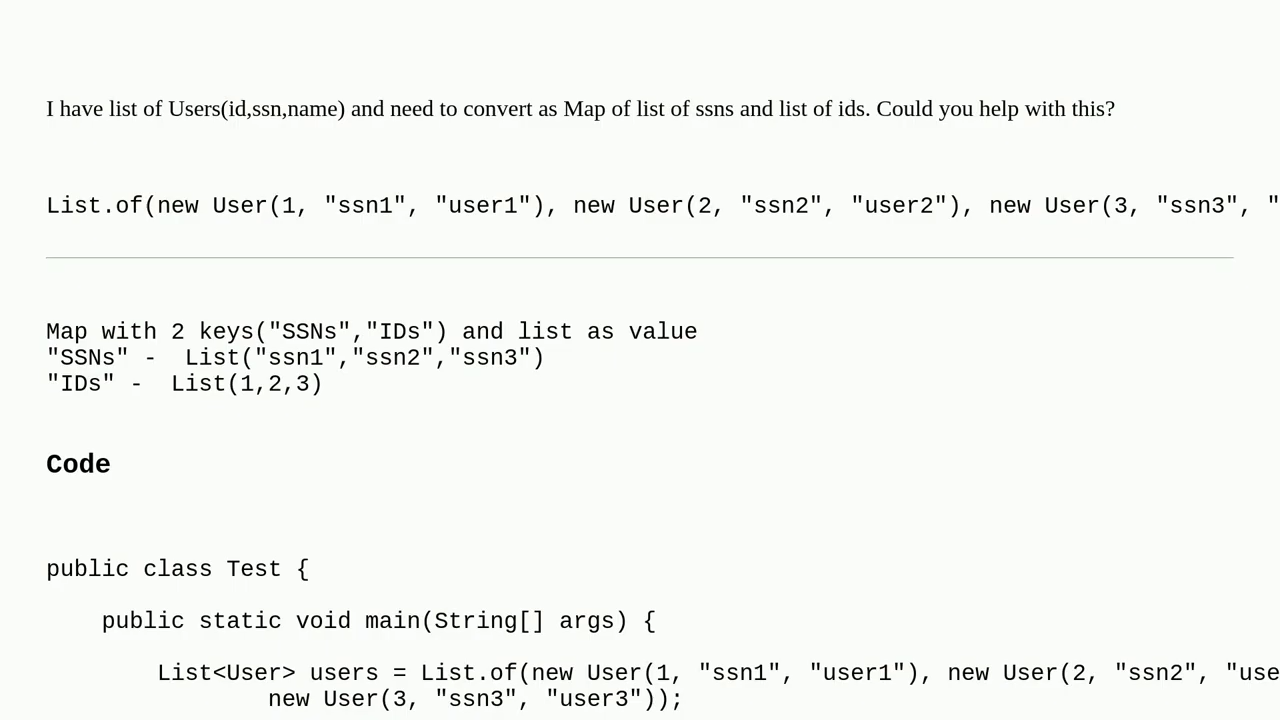 I have list of Users(id,ssn,name) and need to convert as Map of list of ssns and list of ids. Could you help with this?
List.of(new User(1, "ssn1", "user1"), new User(2, "ssn2", "user2"), new User(3, "ssn3", "
Map with 2 keys("SSNs","IDs") and list as value
"SSNs" -  List("ssn1","ssn2","ssn3")
"IDs" -  List(1,2,3)
Code
public class Test {
    public static void main(String[] args) {
        List<User> users = List.of(new User(1, "ssn1", "user1"), new User(2, "ssn2", "use
                new User(3, "ssn3", "user3"));